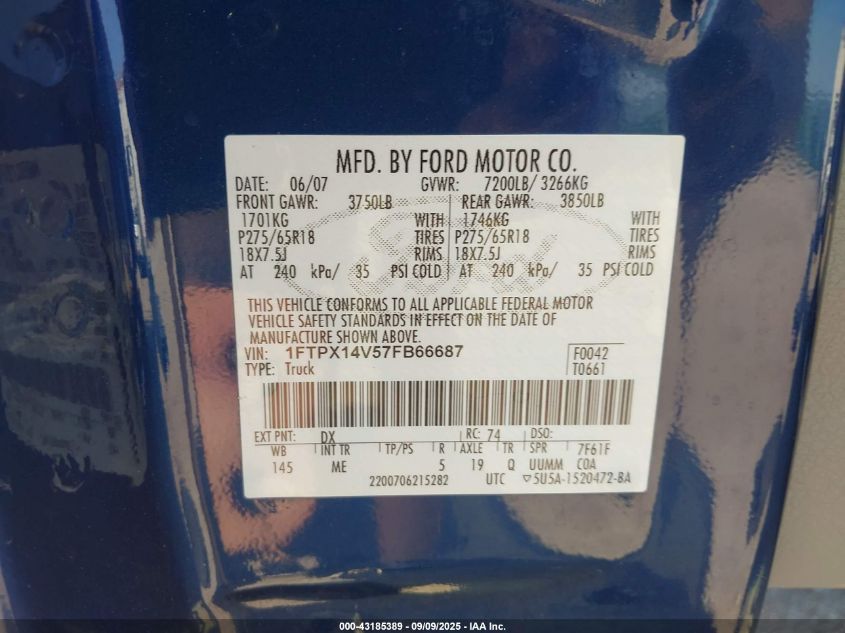 MFD. BY FORD MOTOR CO.
DATE: 06/07 GVWR: 7200LB/ 3266KG
FRONT GAWR: 3750LB REAR GAWR: 3850LB
1701KG WITH 1746KG WITH
P275/65R18 TIRES P275/65R18 TIRES
18X7.5J RIMS 18X7.5J RIMS
AT 240 kPa/ 35 PSI COLD AT 240 kPa/ 35 PSI COLD
THIS VEHICLE CONFORMS TO ALL APPLICABLE FEDERAL MOTOR
VEHICLE SAFETY STANDARDS IN EFFECT ON THE DATE OF
MANUFACTURE SHOWN ABOVE.
VIN: 1FTPX14V57FB66687 F0042
TYPE: Truck T0661
EXT PNT: DX RC: 74 DSO:
WB INT TR TP/PS R AXLE TR SPR 7F61F
145 ME 5 19 Q UUMM COA
2200706215282 UTC ▽5U5A-1520472-BA
000-43185389 - 09/09/2025 - IAA Inc.